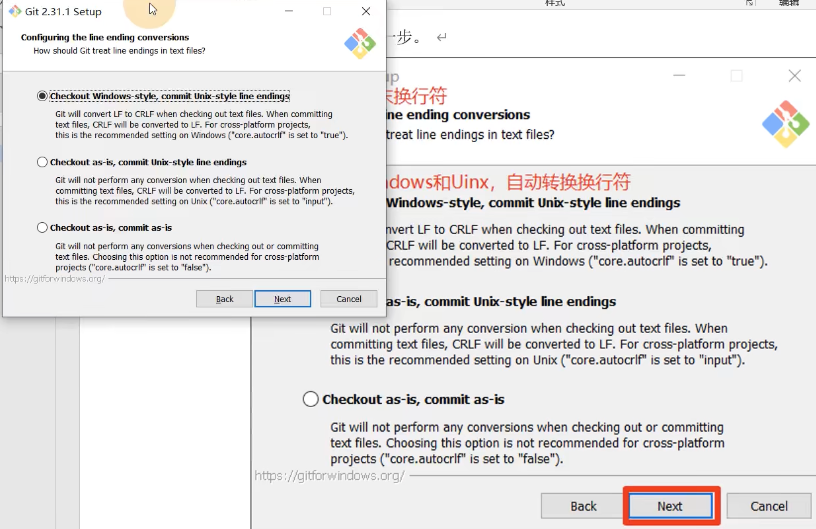 样式
编辑
Git 2.31.1 Setup
Configuring the line ending conversions
How should Git treat line endings in text files?
Checkout Windows-style, commit Unix-style line endings
Git will convert LF to CRLF when checking out text files. When committing
text files, CRLF will be converted to LF. For cross-platform projects,
this is the recommended setting on Windows ("core.autocrlf" is set to "true").
Checkout as-is, commit Unix-style line endings
Git will not perform any conversion when checking out text files. When
committing text files, CRLF will be converted to LF. For cross-platform projects,
this is the recommended setting on Unix ("core.autocrlf" is set to "input").
Checkout as-is, commit as-is
Git will not perform any conversions when checking out or committing
text files. Choosing this option is not recommended for cross-platform
projects ("core.autocrlf" is set to "false").
https://gitforwindows.org/
Back
Next
Cancel
步。
up
换行符
ine ending conversions
treat line endings in text files?
dows和Uinx，自动转换换行符
Windows-style, commit Unix-style line endings
nvert LF to CRLF when checking out text files. When committing
CRLF will be converted to LF. For cross-platform projects,
recommended setting on Windows ("core.autocrlf" is set to "true").
as-is, commit Unix-style line endings
Git will not perform any conversion when checking out text files. When
committing text files, CRLF will be converted to LF. For cross-platform projects,
this is the recommended setting on Unix ("core.autocrlf" is set to "input").
Checkout as-is, commit as-is
Git will not perform any conversions when checking out or committing
text files. Choosing this option is not recommended for cross-platform
projects ("core.autocrlf" is set to "false").
https://gitforwindows.org/
Back
Next
Cancel